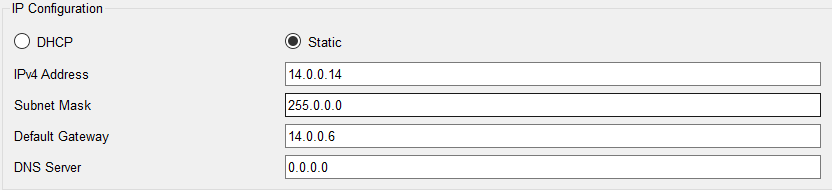 IP Configuration
DHCP Static
IPv4 Address 14.0.0.14
Subnet Mask 255.0.0.0
Default Gateway 14.0.0.6
DNS Server 0.0.0.0